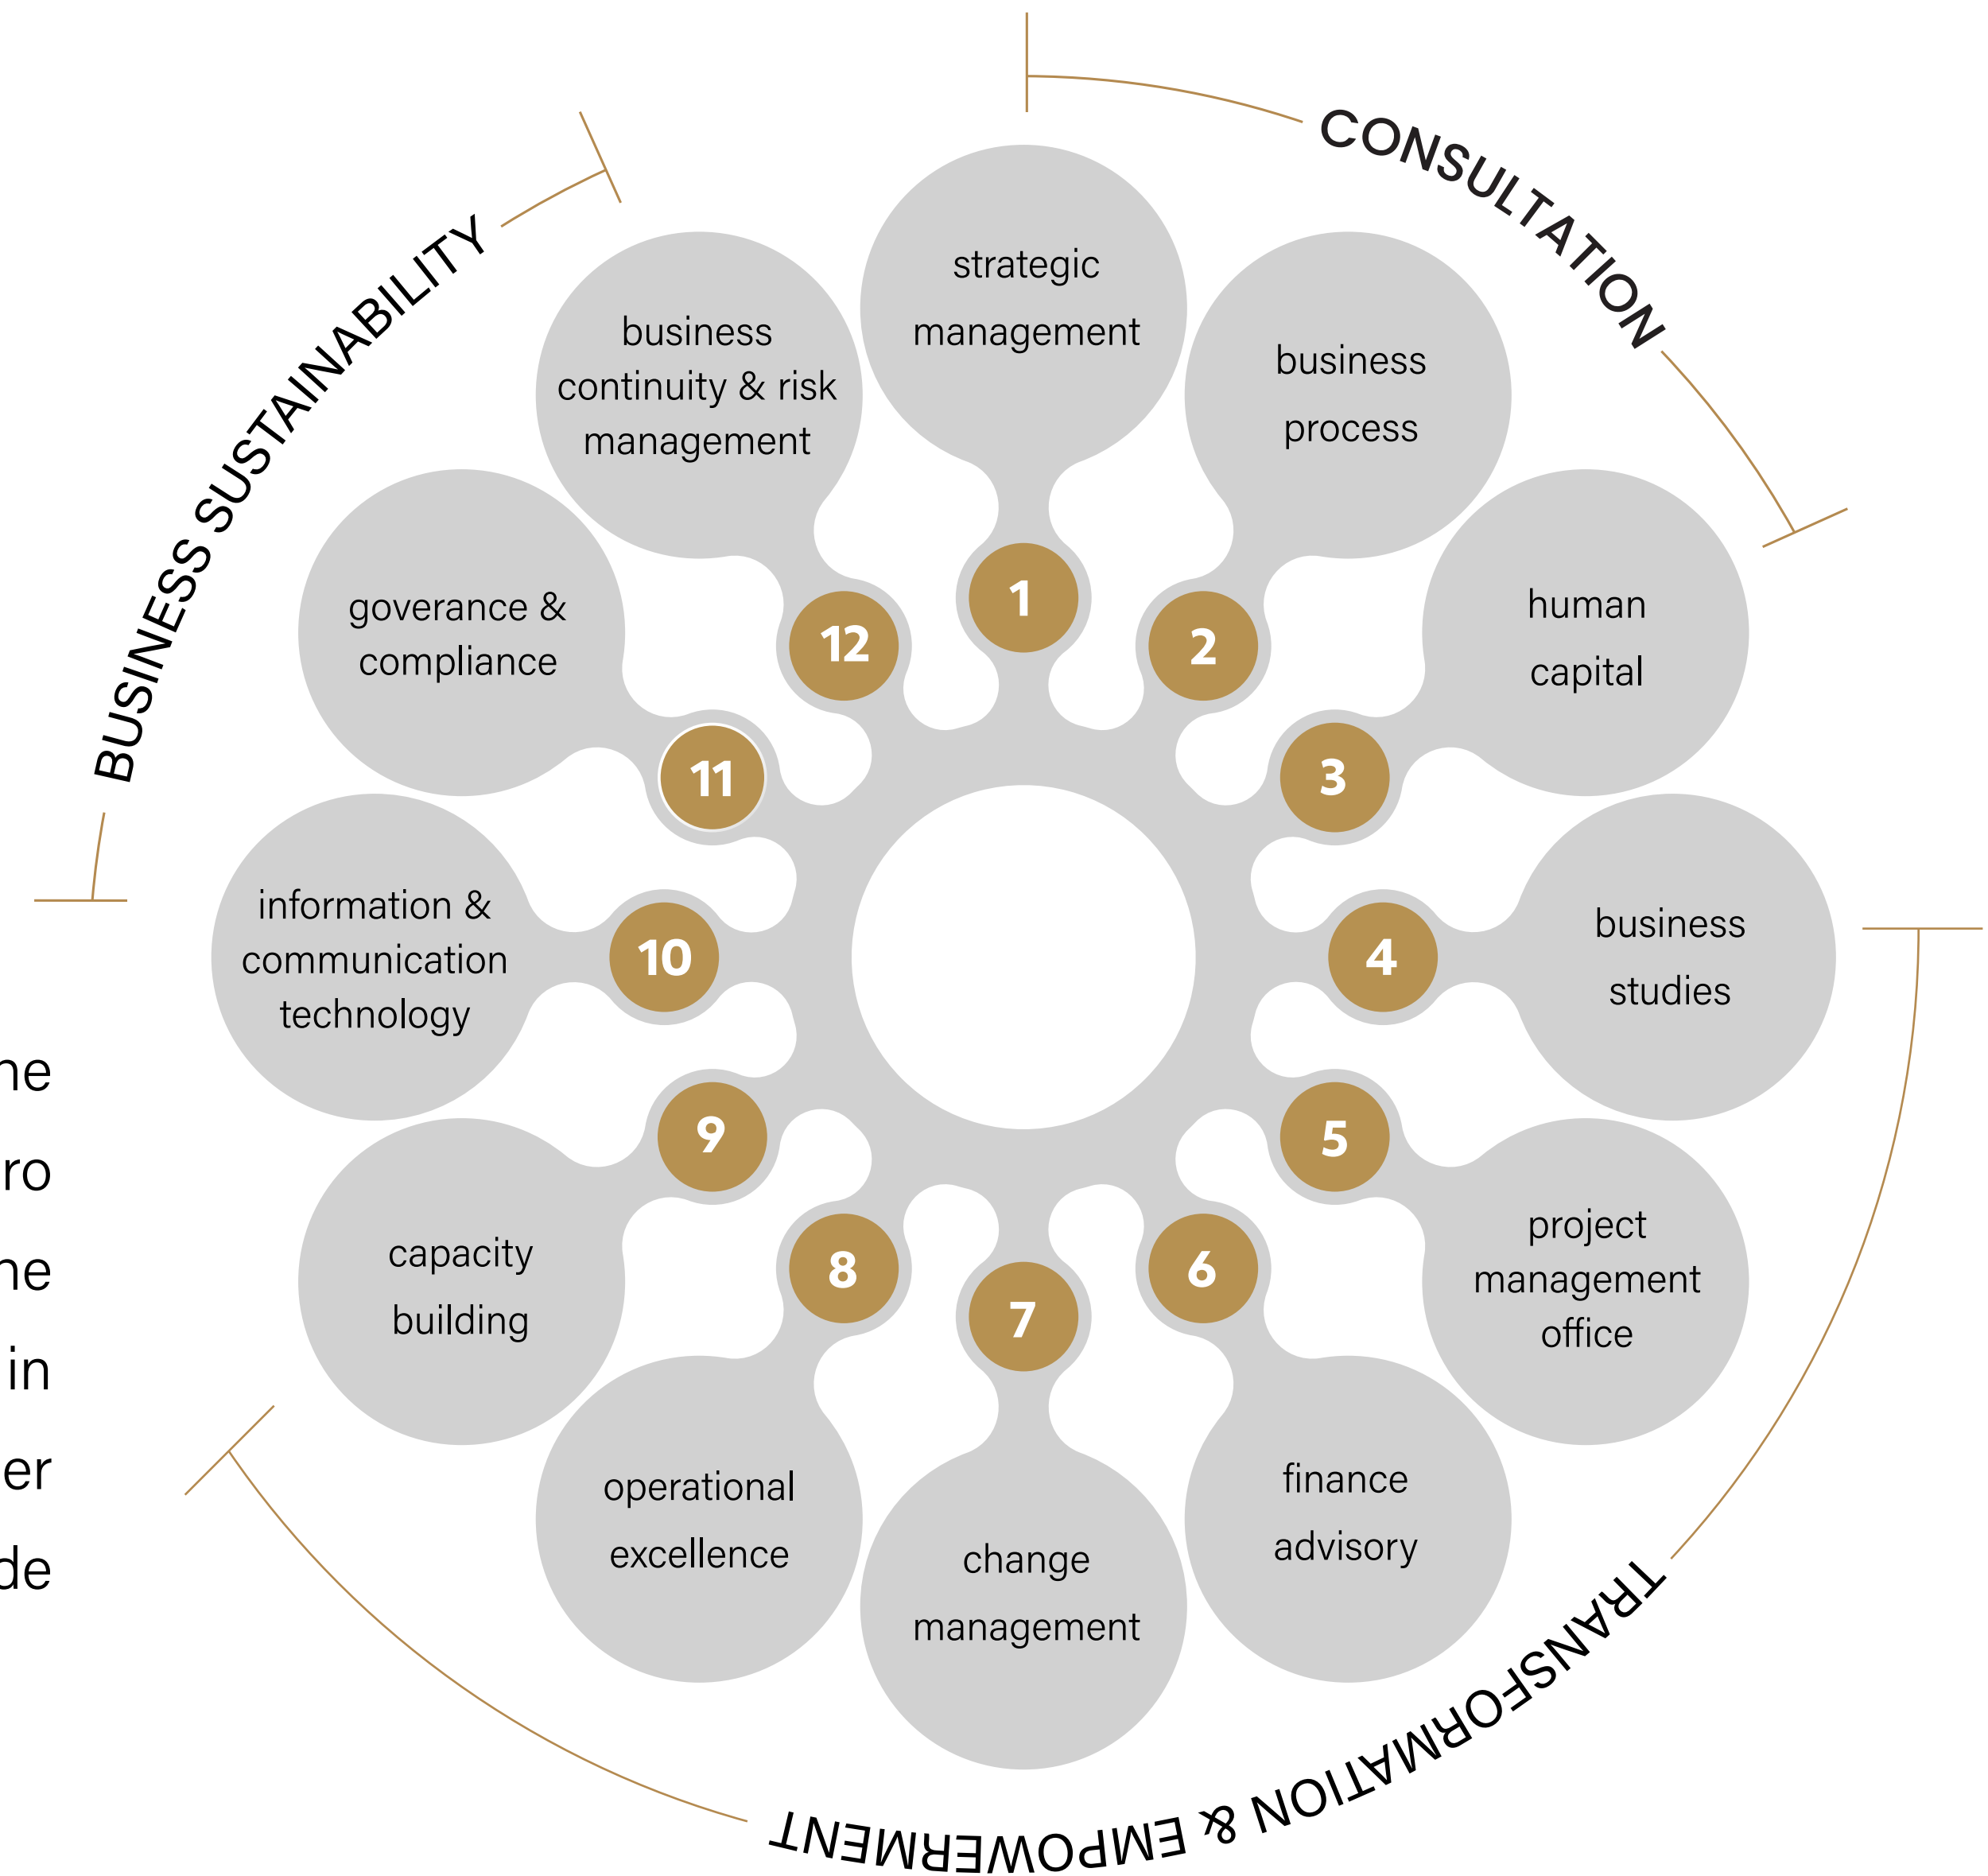 CONSULTATION
BUSINESS SUSTAINABILITY
TRANSFORMATION & EMPOWERMENT
strategic
management
1
business
process
2
human
capital
3
business
studies
4
project
management
office
5
finance
advisory
6
change
management
7
operational
excellence
8
capacity
building
9
information &
communication
technology
10
goverance &
compliance
11
business
continuity & risk
management
12
in